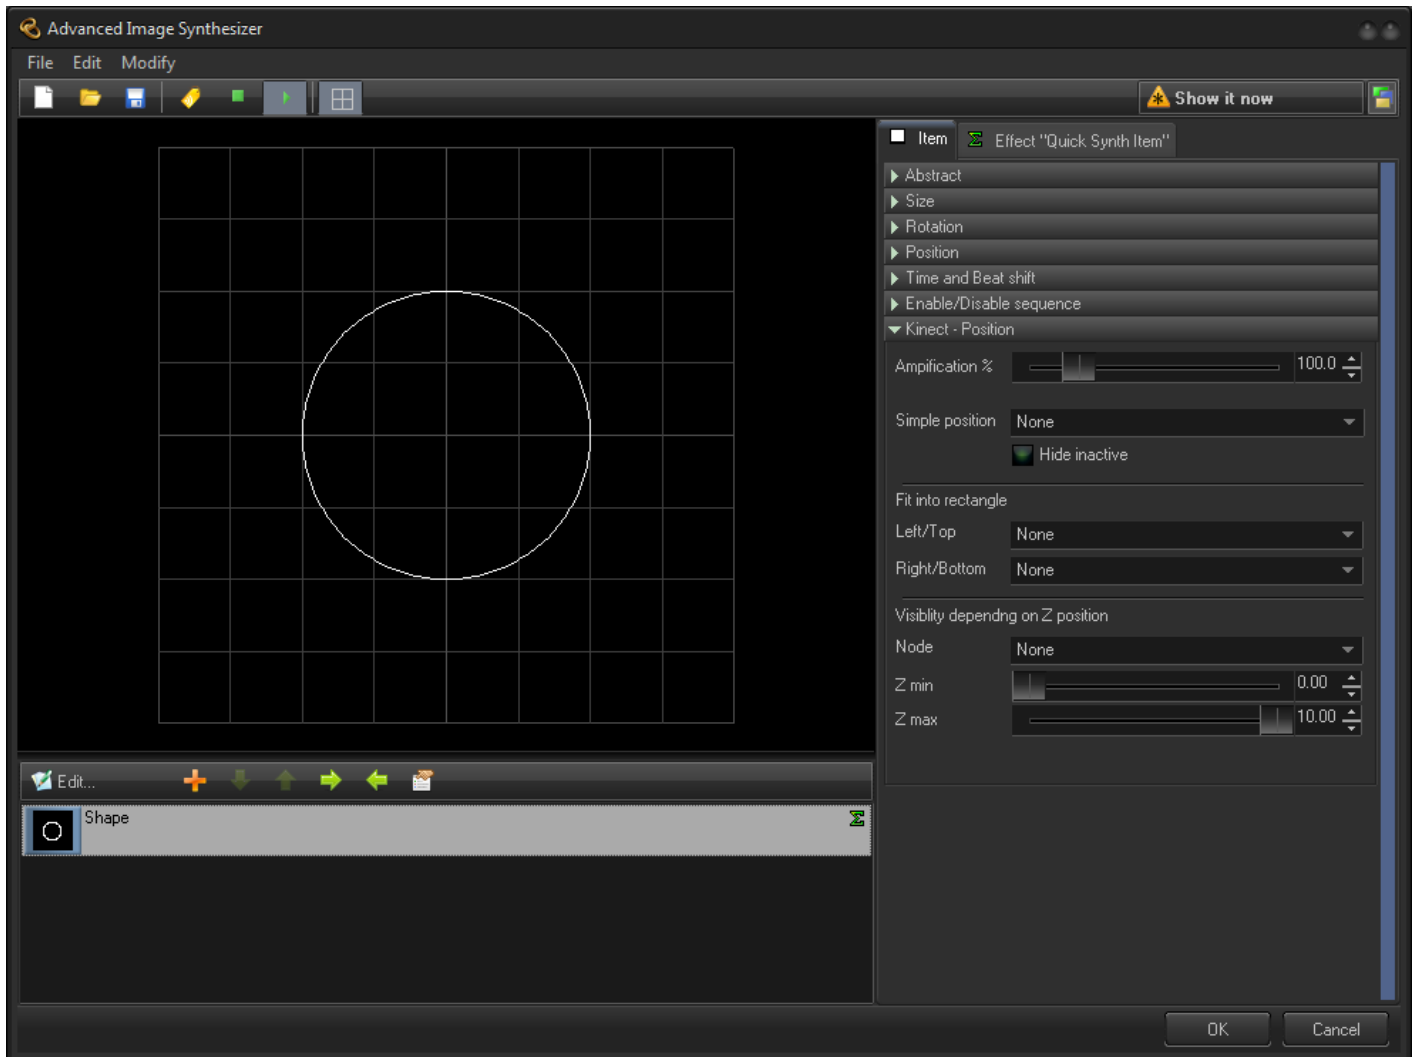 Advanced Image Synthesizer
File Edit Modify
Show it now
Item Effect "Quick Synth Item"
Abstract
Size
Rotation
Position
Time and Beat shift
Enable/Disable sequence
Kinect - Position
Ampification % 100.0
Simple position None
Hide inactive
Fit into rectangle
Left/Top None
Right/Bottom None
Visiblity dependng on Z position
Node None
Z min 0.00
Z max 10.00
Edit...
Shape
OK Cancel